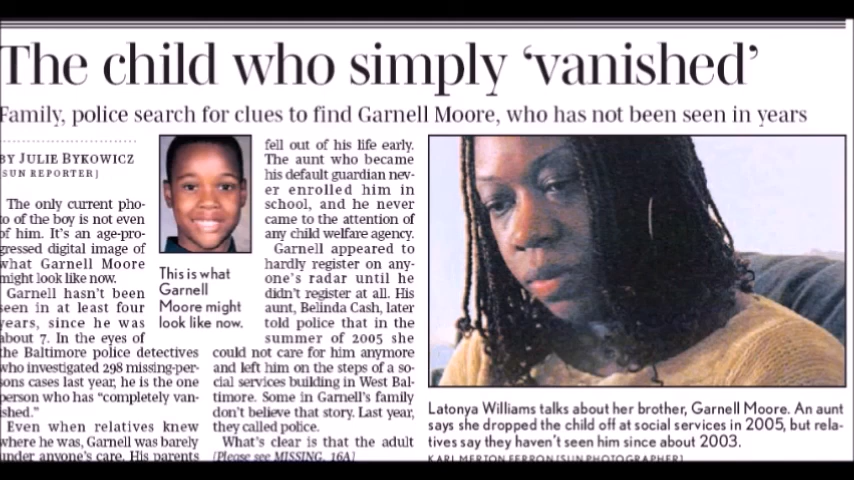 The child who simply ‘vanished’
Family, police search for clues to find Garnell Moore, who has not been seen in years
BY JULIE BYKOWICZ
[SUN REPORTER]
The only current pho-
to of the boy is not even
of him. It's an age-pro-
gressed digital image of
what Garnell Moore
might look like now.
Garnell hasn't been
seen in at least four
years, since he was
about 7. In the eyes of
the Baltimore police detectives
who investigated 298 missing-per-
sons cases last year, he is the one
person who has “completely van-
ished.”
Even when relatives knew
where he was, Garnell was barely
under anyone's care. His parents
This is what
Garnell
Moore might
look like now.
fell out of his life early.
The aunt who became
his default guardian nev-
er enrolled him in
school, and he never
came to the attention of
any child welfare agency.
Garnell appeared to
hardly register on any-
one's radar until he
didn't register at all. His
aunt, Belinda Cash, later
told police that in the
summer of 2005 she
could not care for him anymore
and left him on the steps of a so-
cial services building in West Bal-
timore. Some in Garnell's family
don't believe that story. Last year,
they called police.
What's clear is that the adult
[Please see MISSING, 16A]
Latonya Williams talks about her brother, Garnell Moore. An aunt
says she dropped the child off at social services in 2005, but rela-
tives say they haven't seen him since about 2003.
KARL MERTON FERRON [SUN PHOTOGRAPHER]